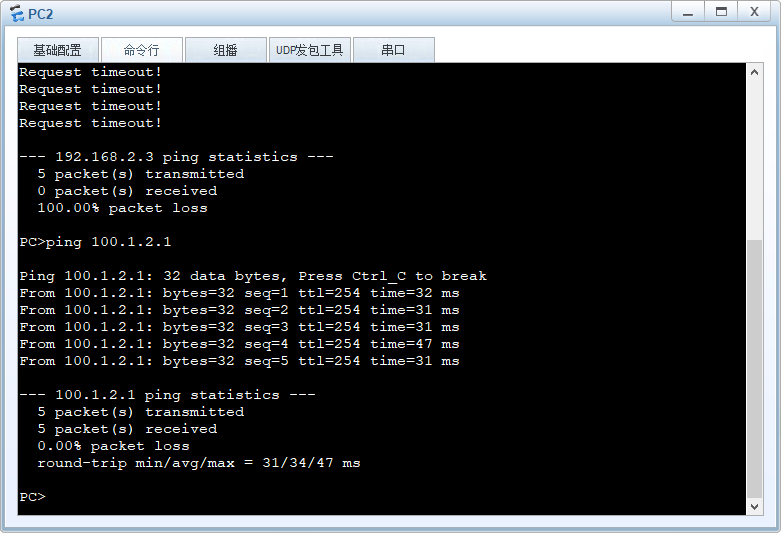 PC2
基础配置 命令行 组播 UDP发包工具 串口
Request timeout!
Request timeout!
Request timeout!
Request timeout!
--- 192.168.2.3 ping statistics ---
5 packet(s) transmitted
0 packet(s) received
100.00% packet loss
PC>ping 100.1.2.1
Ping 100.1.2.1: 32 data bytes, Press Ctrl_C to break
From 100.1.2.1: bytes=32 seq=1 ttl=254 time=32 ms
From 100.1.2.1: bytes=32 seq=2 ttl=254 time=31 ms
From 100.1.2.1: bytes=32 seq=3 ttl=254 time=31 ms
From 100.1.2.1: bytes=32 seq=4 ttl=254 time=47 ms
From 100.1.2.1: bytes=32 seq=5 ttl=254 time=31 ms
--- 100.1.2.1 ping statistics ---
5 packet(s) transmitted
5 packet(s) received
0.00% packet loss
round-trip min/avg/max = 31/34/47 ms
PC>